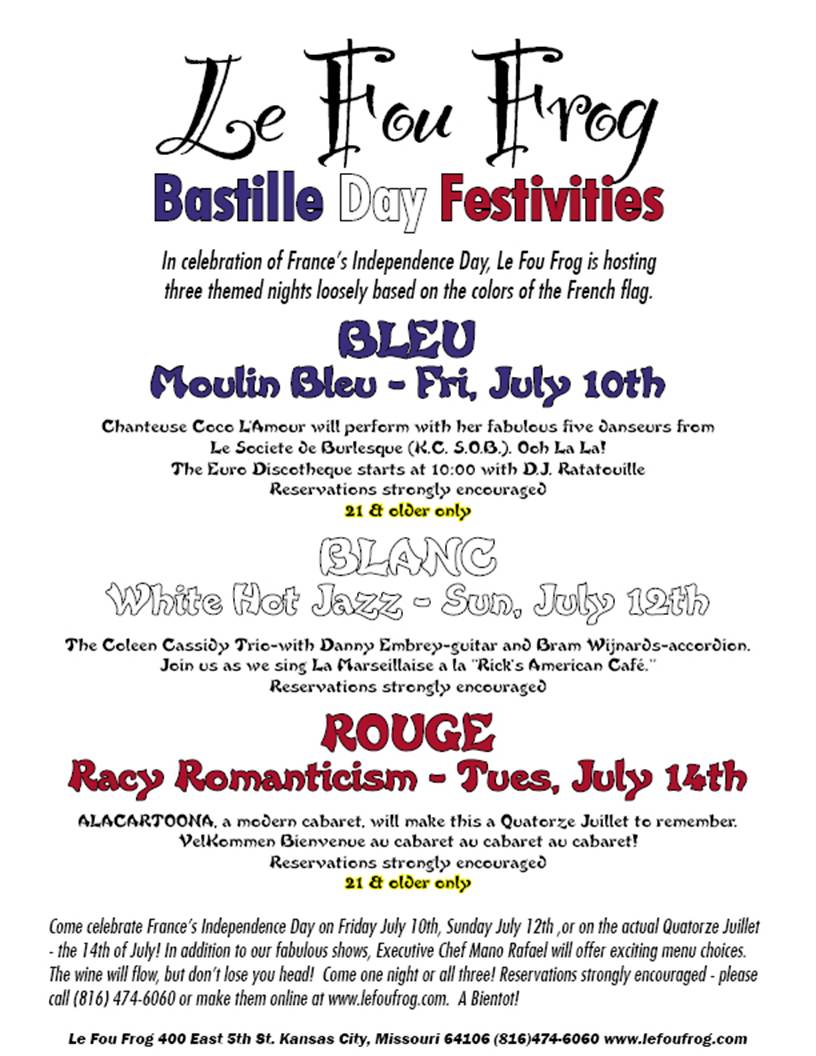 Le Fou Frog
Bastille Day Festivities
In celebration of France's Independence Day, Le Fou Frog is hosting
three themed nights loosely based on the colors of the French flag.
BLEU
Moulin Bleu - Fri, July 10th
Chanteuse Coco L'Amour will perform with her fabulous five danseurs from
Le Societe de Burlesque (K.C. S.O.B.). Ooh La La!
The Euro Discotheque starts at 10:00 with D.J. Ratatouille
Reservations strongly encouraged
21 & older only
BLANC
White Hot Jazz - Sun, July 12th
The Coleen Cassidy Trio-with Danny Embrey-guitar and Bram Wijnards-accordion.
Join us as we sing La Marseillaise a la "Rick's American Café."
Reservations strongly encouraged
ROUGE
Racy Romanticism - Tues, July 14th
ALACARTOONA, a modern cabaret, will make this a Quatorze Juillet to remember.
VelKommen Bienvenue au cabaret au cabaret au cabaret!
Reservations strongly encouraged
21 & older only
Come celebrate France's Independence Day on Friday July 10th, Sunday July 12th ,or on the actual Quatorze Juillet
- the 14th of July! In addition to our fabulous shows, Executive Chef Mano Rafael will offer exciting menu choices.
The wine will flow, but don't lose you head! Come one night or all three! Reservations strongly encouraged - please
call (816) 474-6060 or make them online at www.lefoufrog.com. A Bientot!
Le Fou Frog 400 East 5th St. Kansas City, Missouri 64106 (816)474-6060 www.lefoufrog.com